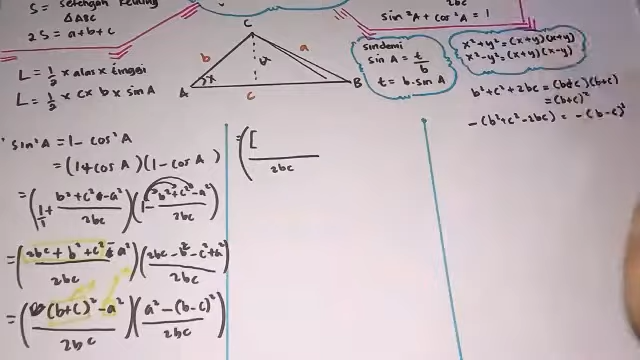 S = Setengah keliling
Δ ABC
2S = a+b+c
sin²A + cos²A = 1
2bc
C
b
a
t
A
B
c
L = 1/2 x alas x tinggi
L = 1/2 x c x b x sin A
sindemi
sin A = t/b
t = b.sin A
x²+y² = (x+y)(x+y)
x²-y² = (x+y)(x-y)
b²+c²+2bc = (b+c)(b+c)
= (b+c)²
-(b²+c²-2bc) = -(b-c)²
sin²A = 1 - cos²A
= (1+cos A)(1-cos A)
= (1/1 + (b²+c²-a²)/2bc)(1 - (b²+c²-a²)/2bc)
= ((2bc+b²+c²-a²)/2bc)((2bc-b²-c²+a²)/2bc)
= (((b+c)²-a²)/2bc)((a²-(b-c)²)/2bc)
= ([ /2bc